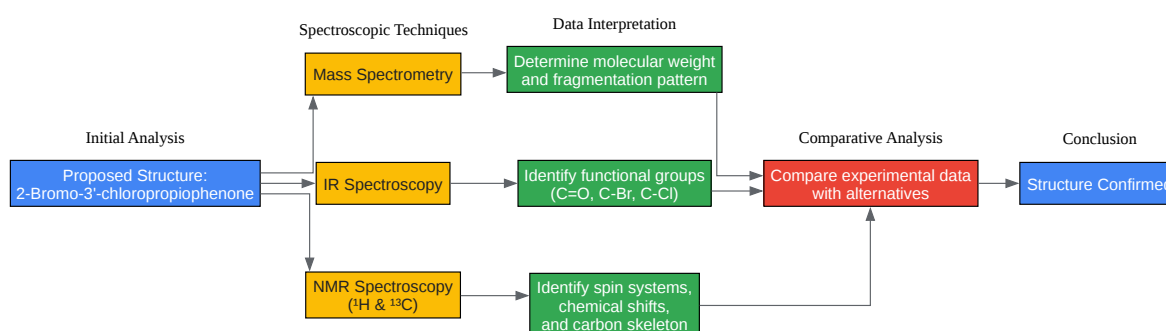 Spectroscopic Techniques
Data Interpretation
Mass Spectrometry
Determine molecular weight
and fragmentation pattern
Initial Analysis
Comparative Analysis
Conclusion
Proposed Structure:
2-Bromo-3'-chloropropiophenone
IR Spectroscopy
Identify functional groups
(C=O, C-Br, C-Cl)
Compare experimental data
with alternatives
Structure Confirmed
NMR Spectroscopy
(¹H & ¹³C)
Identify spin systems,
chemical shifts,
and carbon skeleton